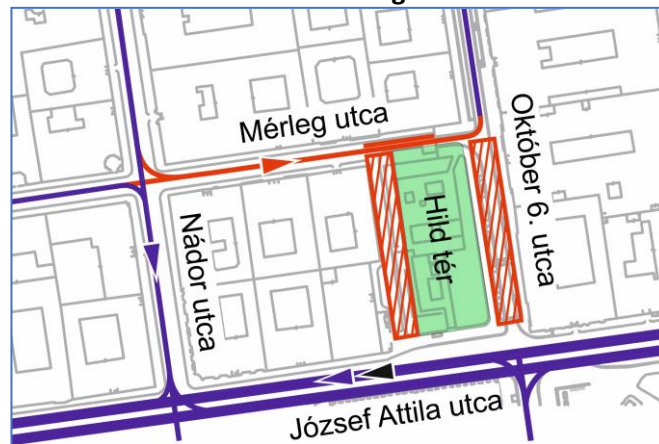 Mérleg utca
Október 6. utca
Hild tér
Nádor utca
József Attila utca